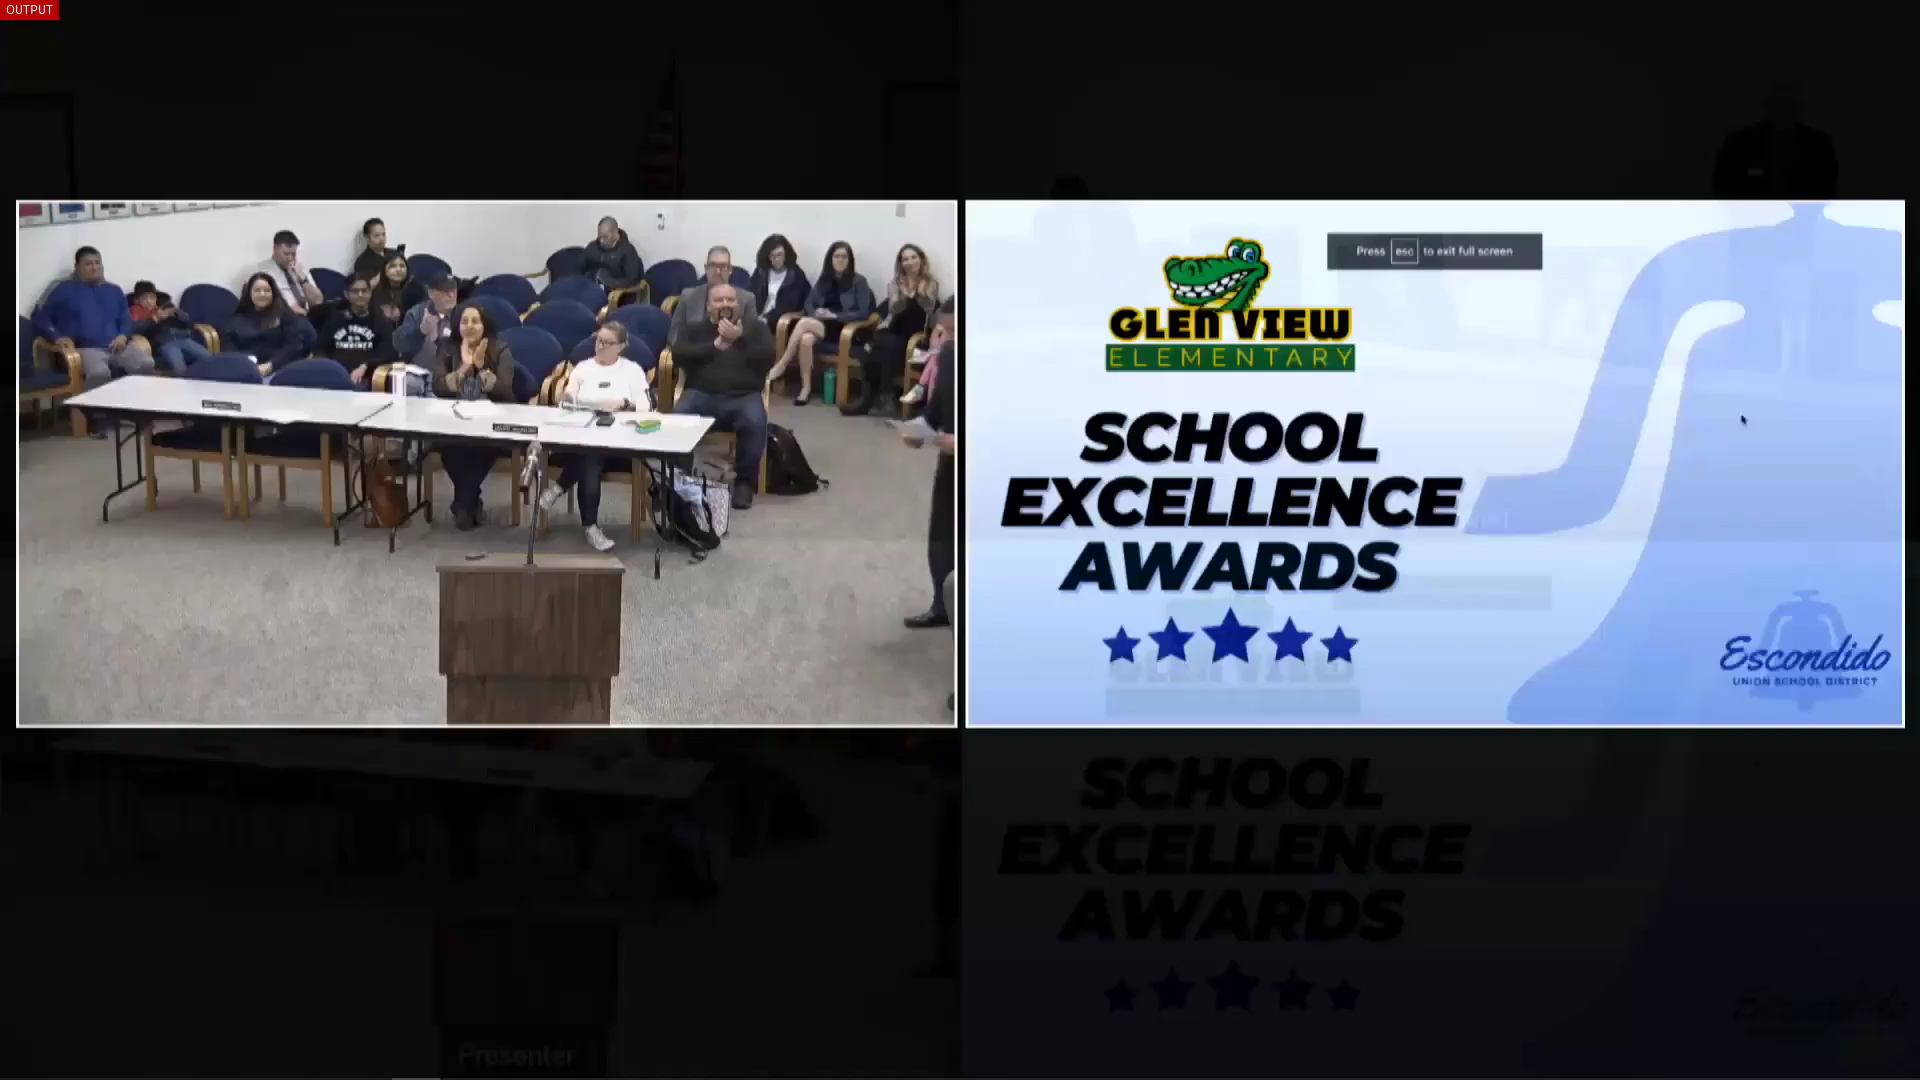 OUTPUT
Press esc to exit full screen
GLEN VIEW
ELEMENTARY
SCHOOL
EXCELLENCE
AWARDS
Escondido
UNION SCHOOL DISTRICT
SCHOOL
EXCELLENCE
AWARDS
Presenter